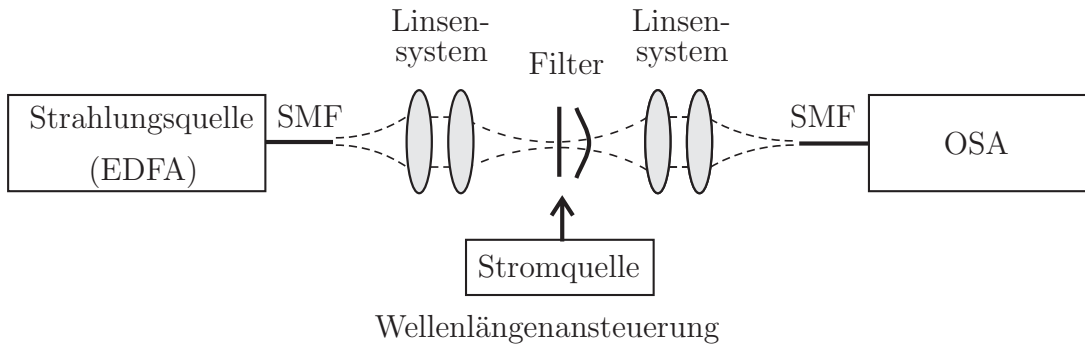 Linsen-
system
Linsen-
system
Filter
Strahlungsquelle
(EDFA)
SMF
SMF
OSA
Stromquelle
Wellenlängenansteuerung